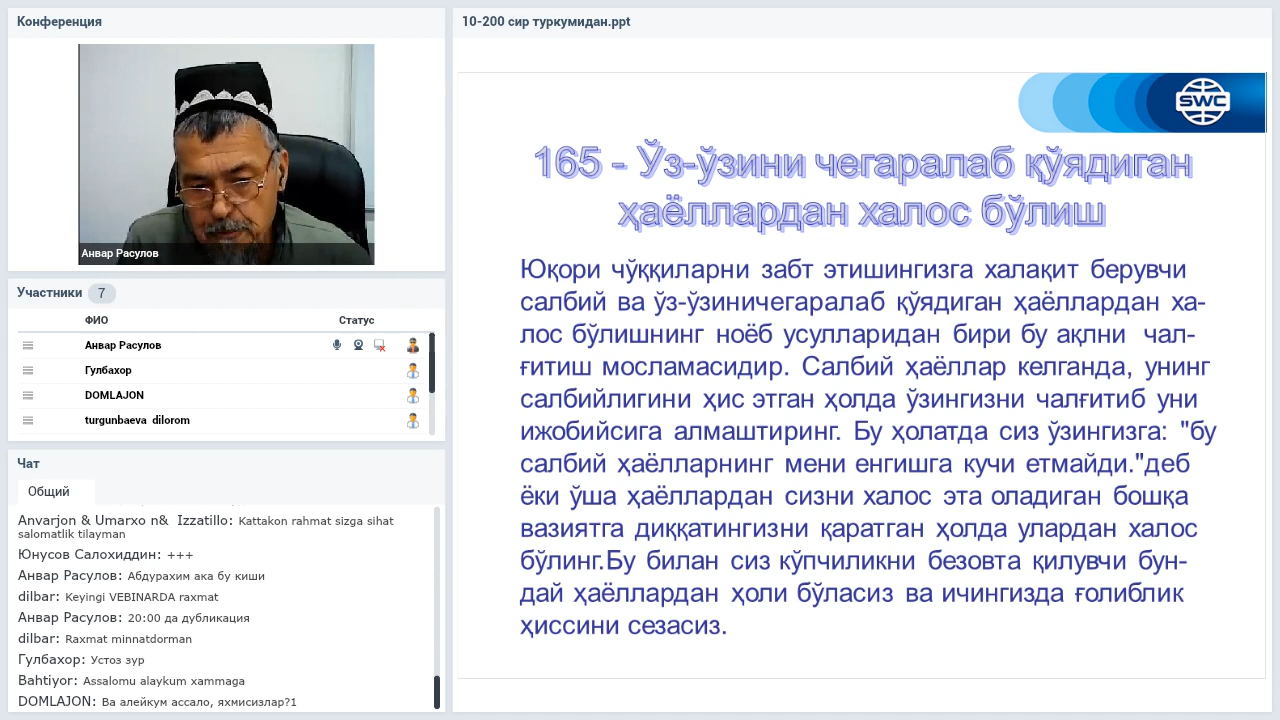 Конференция
Анвар Расулов
Участники 7
ФИО Статус
Анвар Расулов
Гулбахор
DOMLAJON
turgunbaeva dilorom
Чат
Общий
Anvarjon & Umarxo n& Izzatillo: Kattakon rahmat sizga sihat
salomatlik tilayman
Юнусов Салохиддин: +++
Анвар Расулов: Абдурахим ака бу киши
dilbar: Keyingi VEBINARDA raxmat
Анвар Расулов: 20:00 да дубликация
dilbar: Raxmat minnatdorman
Гулбахор: Устоз зур
Bahtiyor: Assalomu alaykum xammaga
DOMLAJON: Ва алейкум ассало, яхмисизлар?1
10-200 сир туркумидан.ppt
SWC
165 - Ўз-ўзини чегаралаб қўядиган
ҳаёллардан халос бўлиш
Юқори чўққиларни забт этишингизга халақит берувчи
салбий ва ўз-ўзиничегаралаб қўядиган ҳаёллардан ха-
лос бўлишнинг ноёб усулларидан бири бу ақлни чал-
ғитиш мосламасидир. Салбий ҳаёллар келганда, унинг
салбийлигини ҳис этган ҳолда ўзингизни чалғитиб уни
ижобийсига алмаштиринг. Бу ҳолатда сиз ўзингизга: "бу
салбий ҳаёлларнинг мени енгишга кучи етмайди."деб
ёки ўша ҳаёллардан сизни халос эта оладиган бошқа
вазиятга диққатингизни қаратган ҳолда улардан халос
бўлинг.Бу билан сиз кўпчиликни безовта қилувчи бун-
дай ҳаёллардан ҳоли бўласиз ва ичингизда ғолиблик
ҳиссини сезасиз.